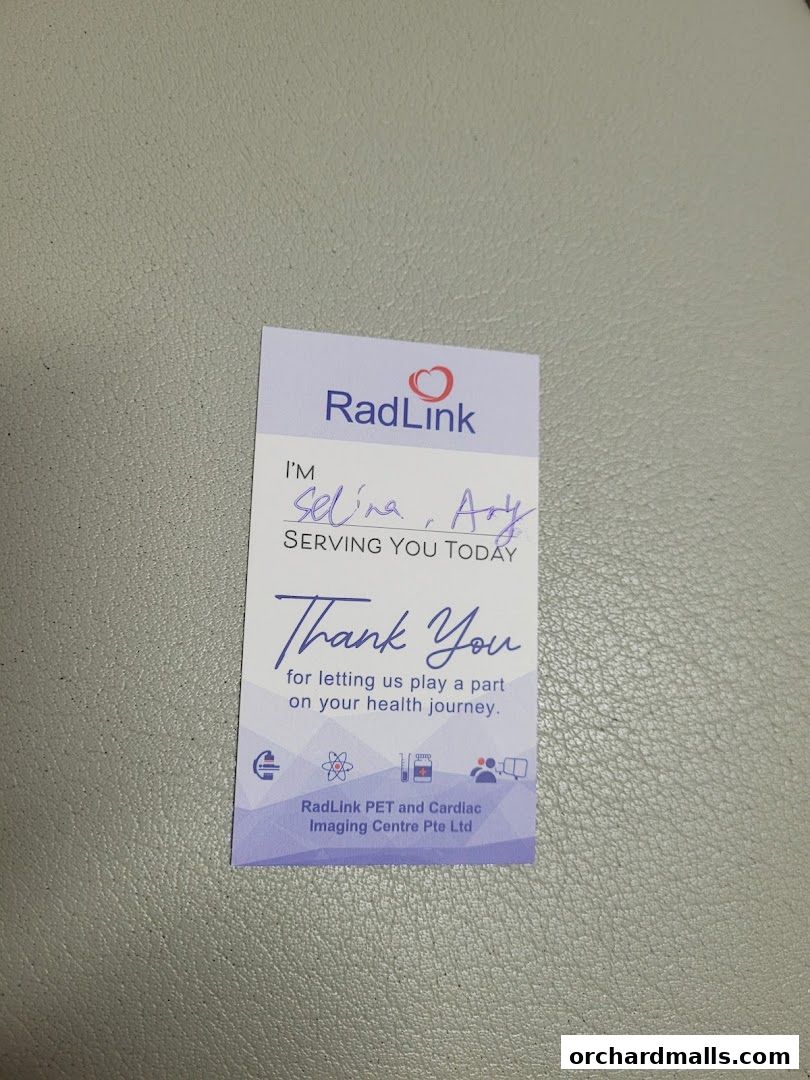 RadLink
I'M
Selina, Amy
SERVING YOU TODAY
Thank You
for letting us play a part
on your health journey.
RadLink PET and Cardiac
Imaging Centre Pte Ltd
orchardmalls.com